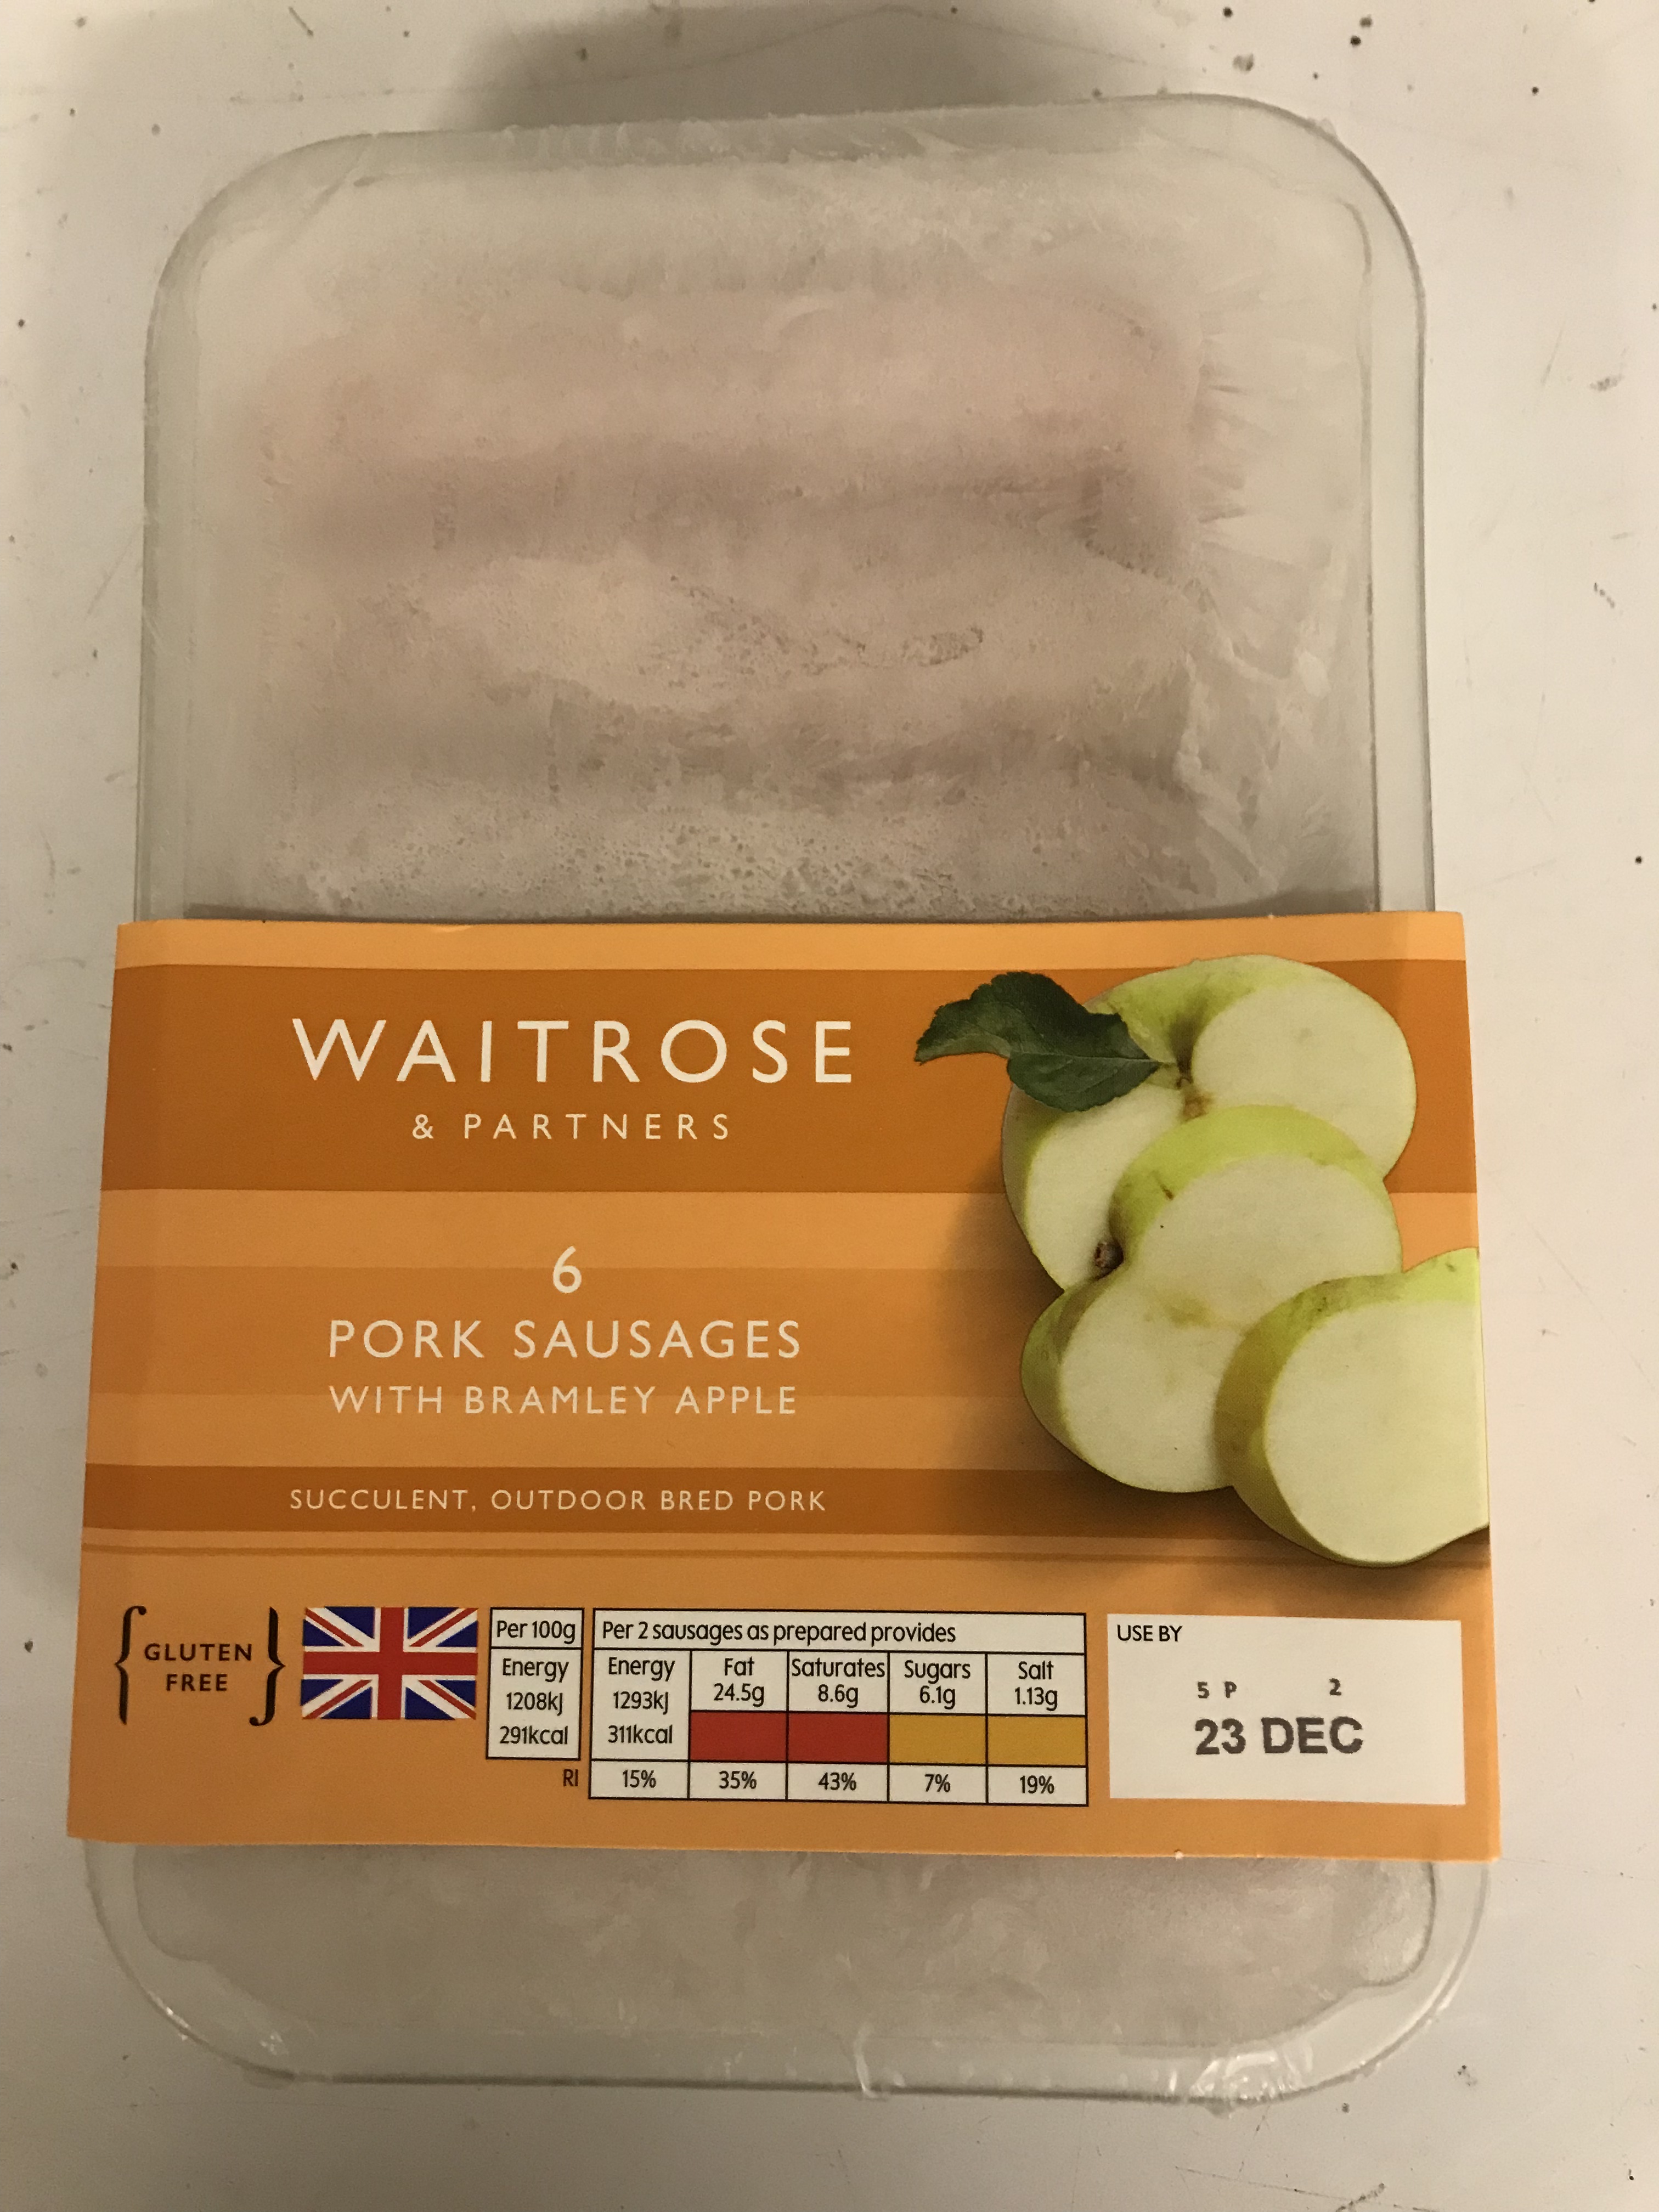 WAITROSE
& PARTNERS
6
PORK SAUSAGES
WITH BRAMLEY APPLE
SUCCULENT, OUTDOOR BRED PORK
{GLUTEN
FREE}
Per 100g
Energy
1208kJ
291kcal
RI
Per 2 sausages as prepared provides
Energy Fat Saturates Sugars Salt
1293kJ 24.5g 8.6g 6.1g 1.13g
311kcal
15% 35% 43% 7% 19%
USE BY
5 P 2
23 DEC